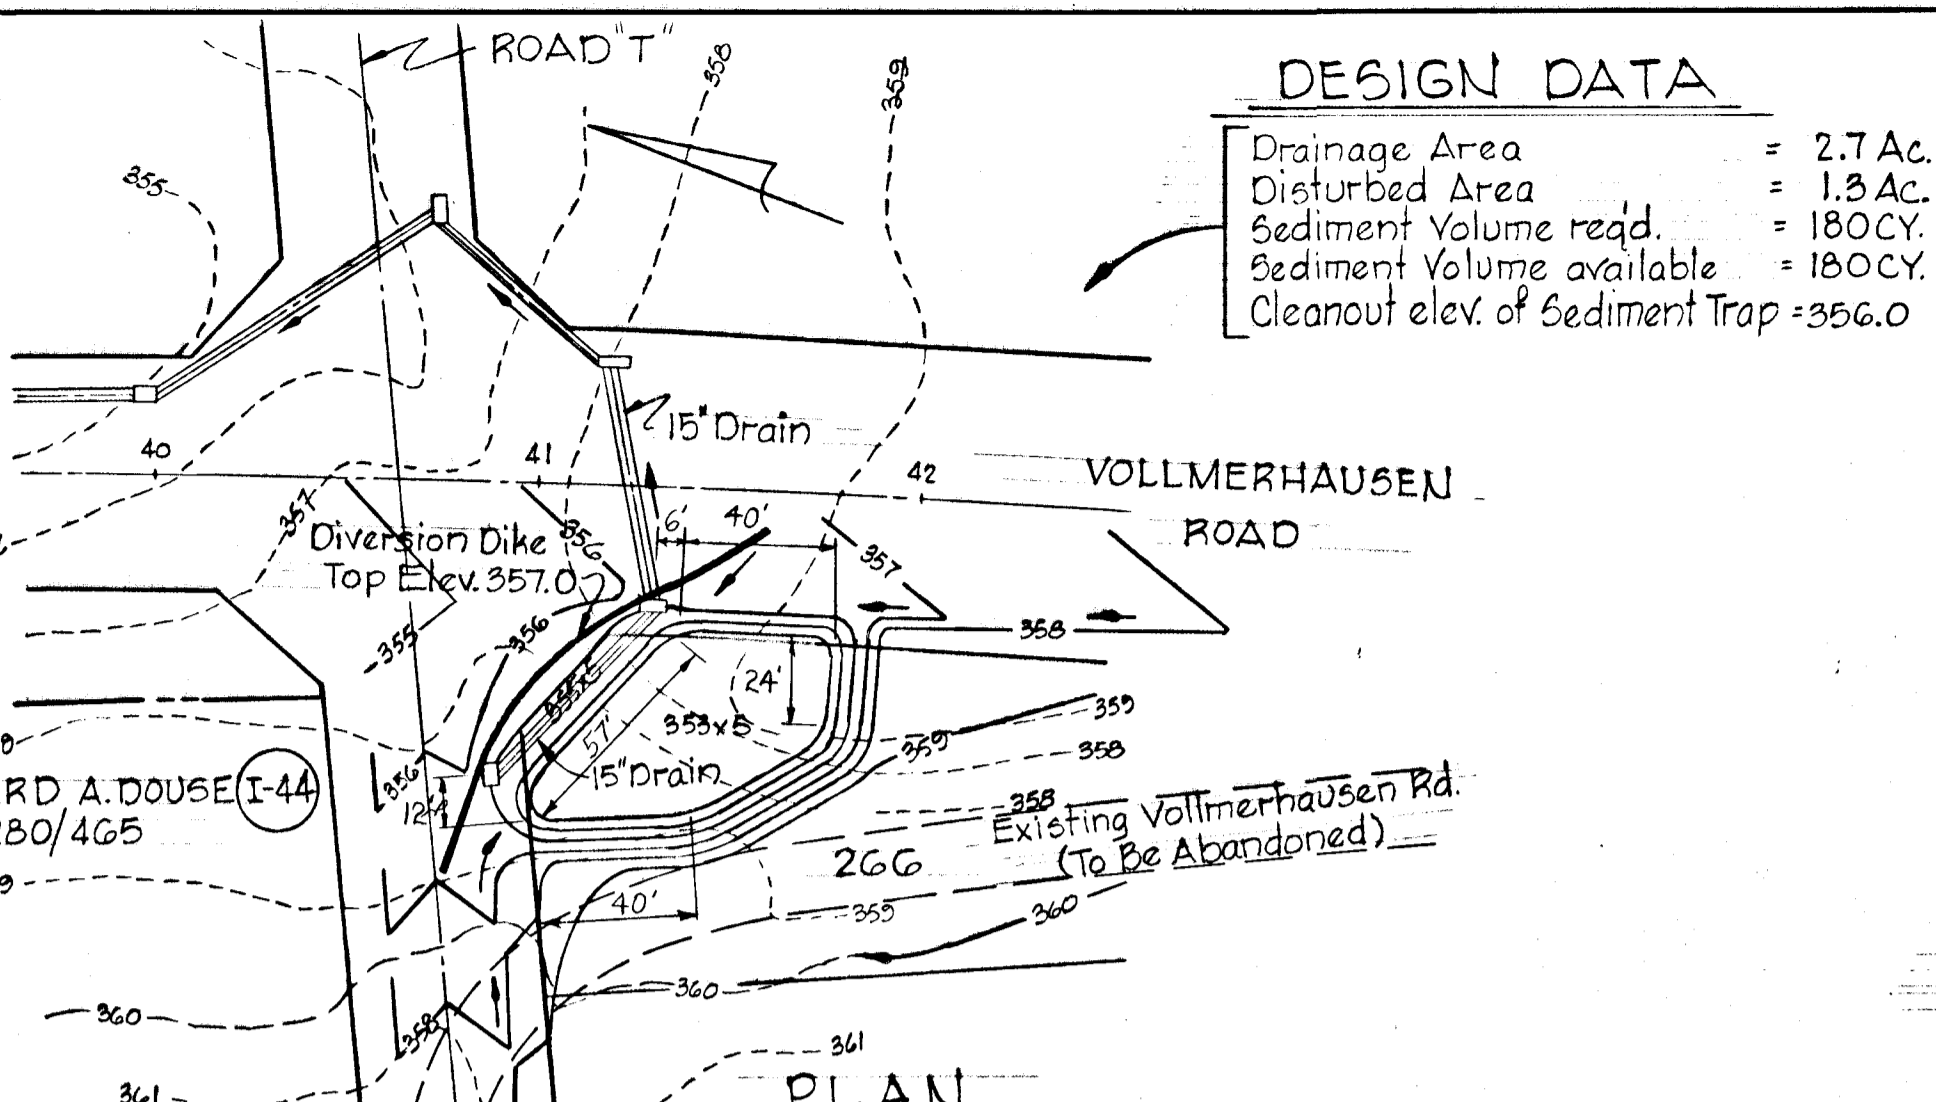 ROAD "T"
358
359
DESIGN DATA
Drainage Area = 2.7 Ac.
Disturbed Area = 1.3 Ac.
Sediment Volume req'd. = 180 CY.
Sediment Volume available = 180 CY.
Cleanout elev. of Sediment Trap = 356.0
355
15" Drain
40
41
42
VOLLMERHAUSEN
ROAD
357
Diversion Dike
Top Elev. 357.0
356
6'
40'
357
355
356
358
24'
353x5
57'
359
359
358
15" Drain
356
RD A. DOUSE
I-44
280/465
358
Existing Vollmerhausen Rd.
(To Be Abandoned)
266
40'
359
360
360
360
358
361
361
PLAN